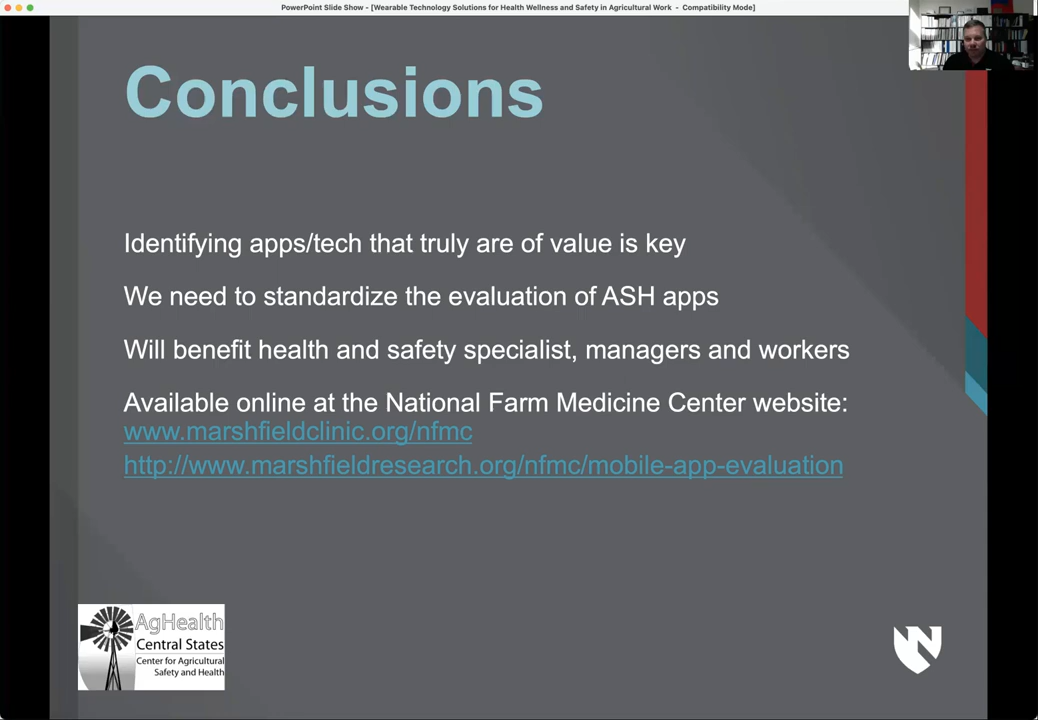 PowerPoint Slide Show - [Wearable Technology Solutions for Health Wellness and Safety in Agricultural Work - Compatibility Mode]
Conclusions
Identifying apps/tech that truly are of value is key
We need to standardize the evaluation of ASH apps
Will benefit health and safety specialist, managers and workers
Available online at the National Farm Medicine Center website:
www.marshfieldclinic.org/nfmc
http://www.marshfieldresearch.org/nfmc/mobile-app-evaluation
AgHealth
Central States
Center for Agricultural
Safety and Health